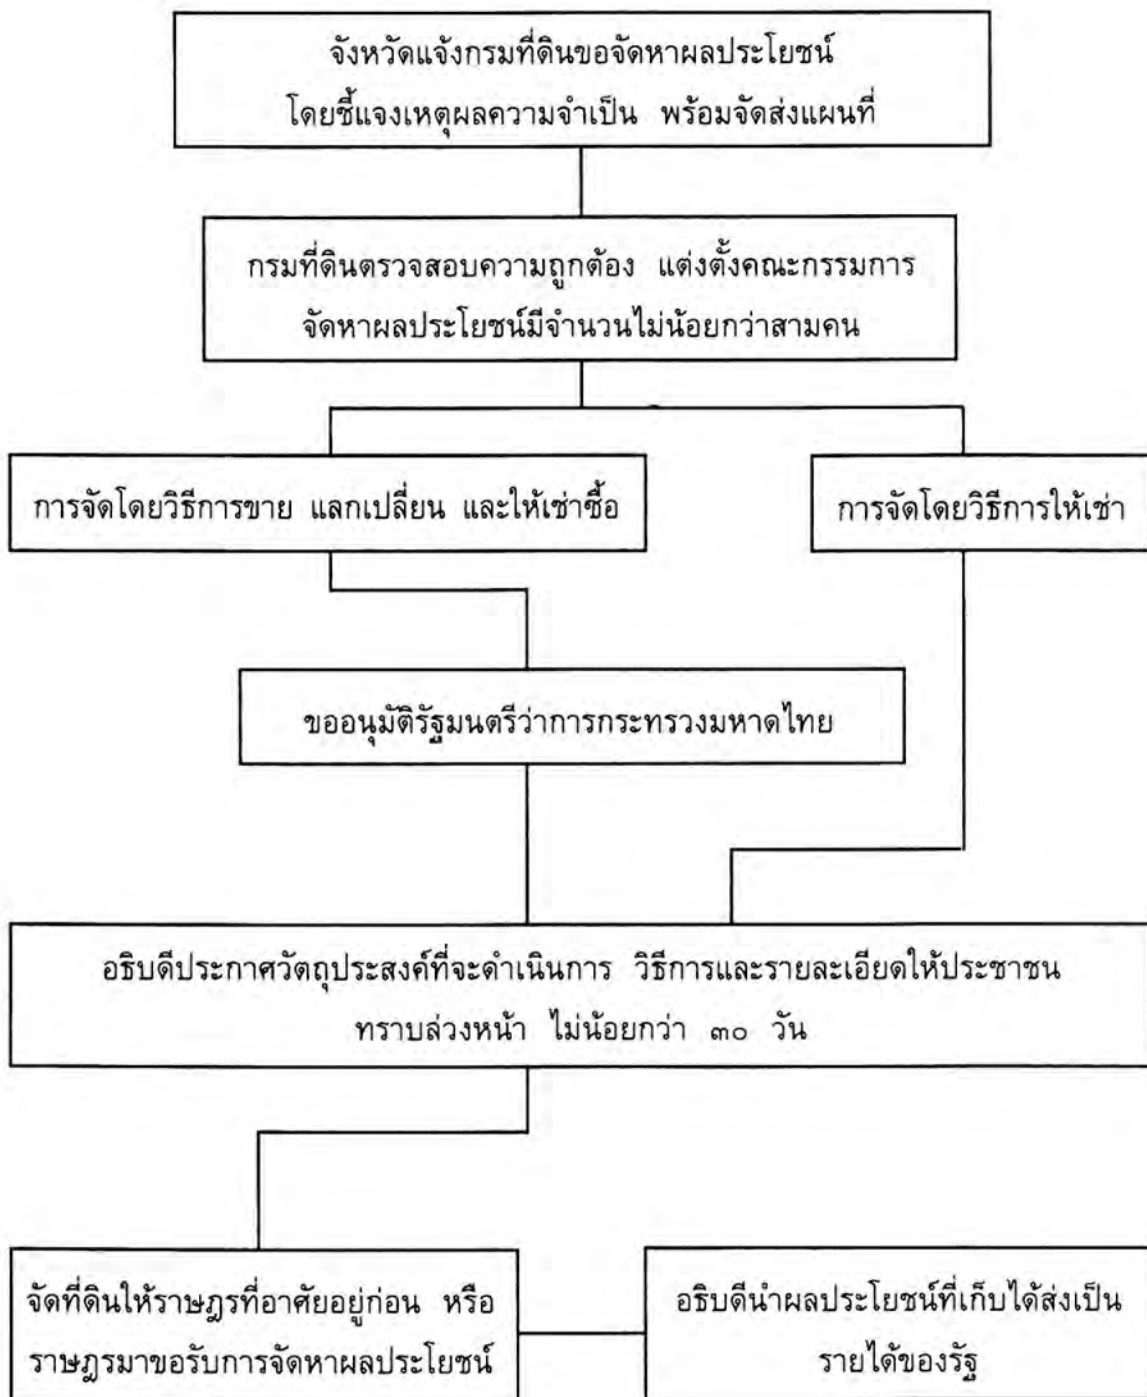 จังหวัดแจ้งกรมที่ดินขอจัดหาผลประโยชน์
โดยชี้แจงเหตุผลความจำเป็น พร้อมจัดส่งแผนที่
กรมที่ดินตรวจสอบความถูกต้อง แต่งตั้งคณะกรรมการ
จัดหาผลประโยชน์มีจำนวนไม่น้อยกว่าสามคน
การจัดโดยวิธีการขาย แลกเปลี่ยน และให้เช่าซื้อ
การจัดโดยวิธีการให้เช่า
ขออนุมัติรัฐมนตรีว่าการกระทรวงมหาดไทย
อธิบดีประกาศวัตถุประสงค์ที่จะดำเนินการ วิธีการและรายละเอียดให้ประชาชน
ทราบล่วงหน้า ไม่น้อยกว่า ๓๐ วัน
จัดที่ดินให้ราษฎรที่อาศัยอยู่ก่อน หรือ
ราษฎรมาขอรับการจัดหาผลประโยชน์
อธิบดีนำผลประโยชน์ที่เก็บได้ส่งเป็น
รายได้ของรัฐ